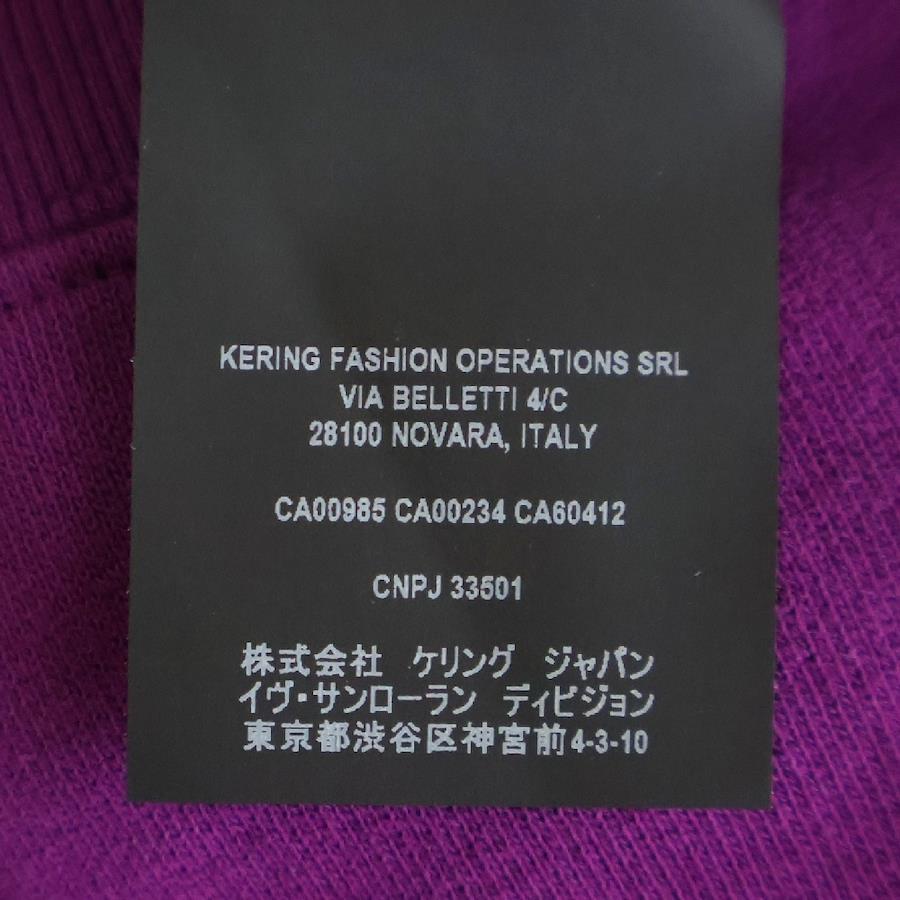 KERING FASHION OPERATIONS SRL
VIA BELLETTI 4/C
28100 NOVARA, ITALY
CA00985 CA00234 CA60412
CNPJ 33501
株式会社 ケリング ジャパン
イヴ・サンローラン ディビジョン
東京都渋谷区神宮前4-3-10